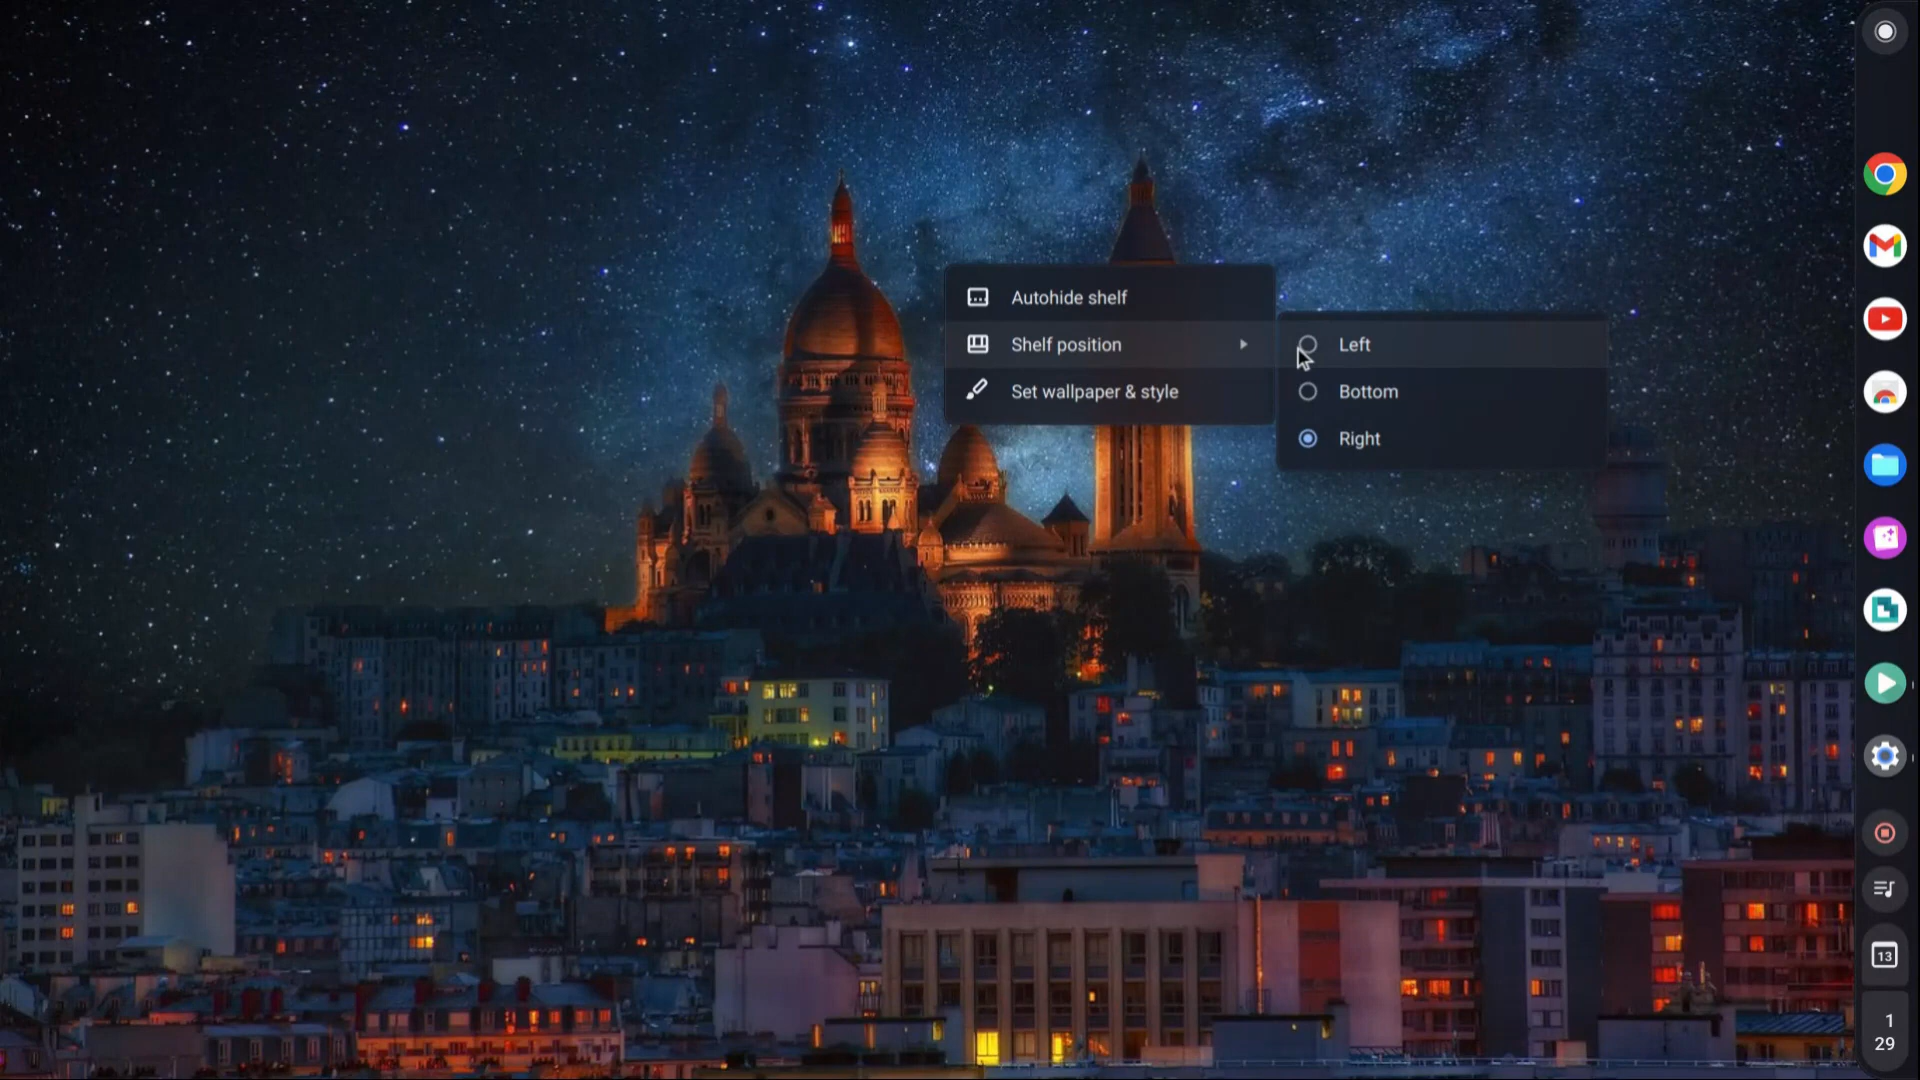 Autohide shelf
Shelf position
Set wallpaper & style
Left
Bottom
Right
13
1
29